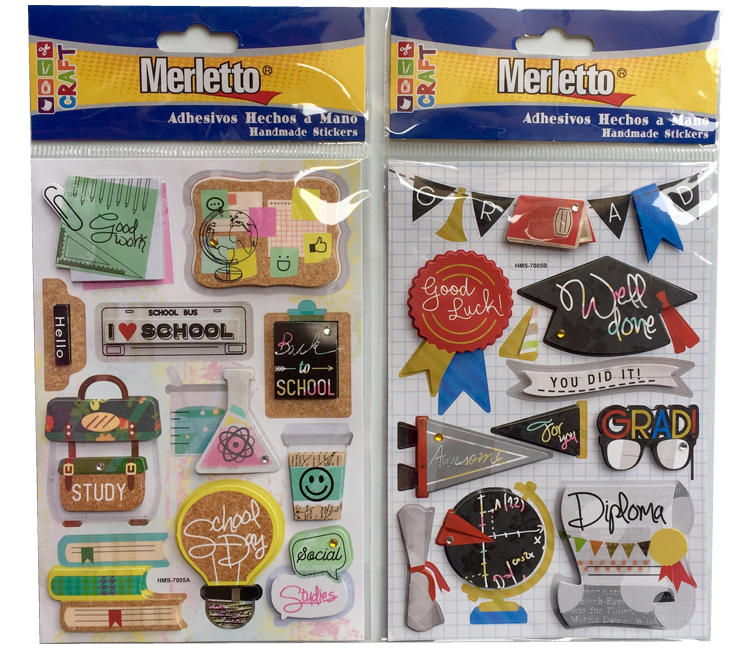 CRAFT
Merletto®
Adhesivos Hechos a Mano
Handmade Stickers
Good
work
Hello
SCHOOL BUS
I ♥ SCHOOL
Back
to
SCHOOL
STUDY
School
Day
Social
Studies
HMS-7005A
CRAFT
Merletto®
Adhesivos Hechos a Mano
Handmade Stickers
GRAD
HMS-7005B
Good
Luck!
Well
done
YOU DID IT!
Awesome
for
you
GRAD!
Diploma